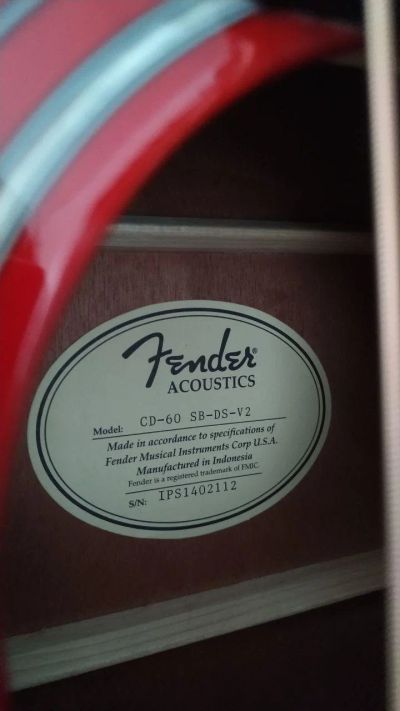 Fender®
ACOUSTICS
Model: CD-60 SB-DS-V2
Made in accordance to specifications of
Fender Musical Instruments Corp U.S.A.
Manufactured in Indonesia
Fender is a registered trademark of FMIC.
S/N: IPS1402112